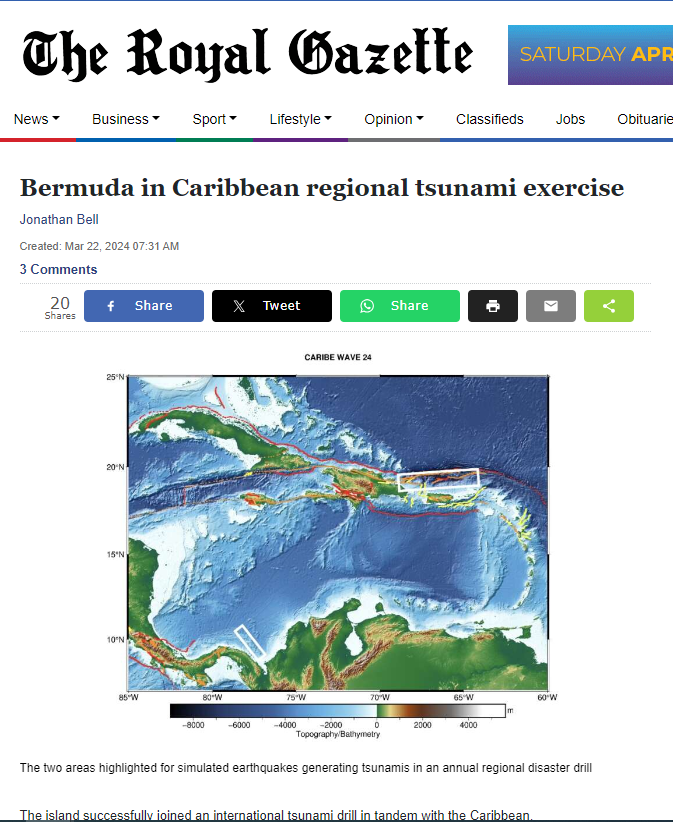 The Royal Gazette
SATURDAY APR
News Business Sport Lifestyle Opinion Classifieds Jobs Obituarie
Bermuda in Caribbean regional tsunami exercise
Jonathan Bell
Created: Mar 22, 2024 07:31 AM
3 Comments
20
Shares
Share
Tweet
Share
CARIBE WAVE 24
25°N
20°N
15°N
10°N
85°W 80°W 75°W 70°W 65°W 60°W
m
−8000 −6000 −4000 −2000 0 2000 4000
Topography/Bathymetry
The two areas highlighted for simulated earthquakes generating tsunamis in an annual regional disaster drill
The island successfully joined an international tsunami drill in tandem with the Caribbean.